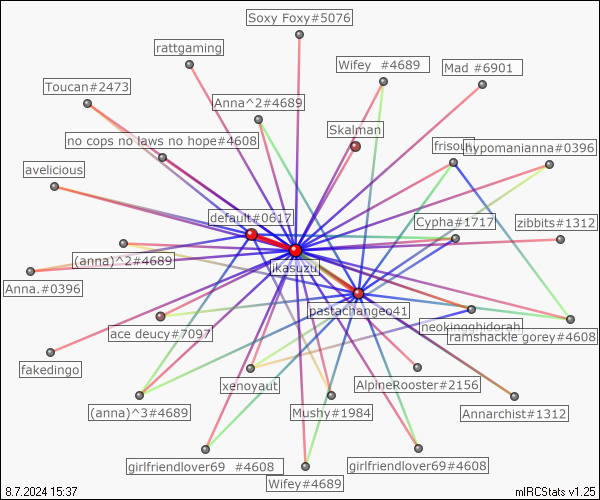 Soxy Foxy#5076
rattgaming
Wifey #4689
Mad #6901
Toucan#2473
Anna^2#4689
Skalman
no cops no laws no hope#4608
hypomanianna#0396
avelicious
default#0617
Cypha#1717
zibbits#1312
(anna)^2#4689
ikasuzu
Anna.#0396
pastachangeo41
neokingghidorah
ace deucy#7097
ramshackle gorey#4608
fakedingo
xenoyaut
AlpineRooster#2156
(anna)^3#4689
Mushy#1984
Annarchist#1312
girlfriendlover69 #4608
girlfriendlover69#4608
Wifey#4689
8.7.2024 15:37
mIRCStats v1.25